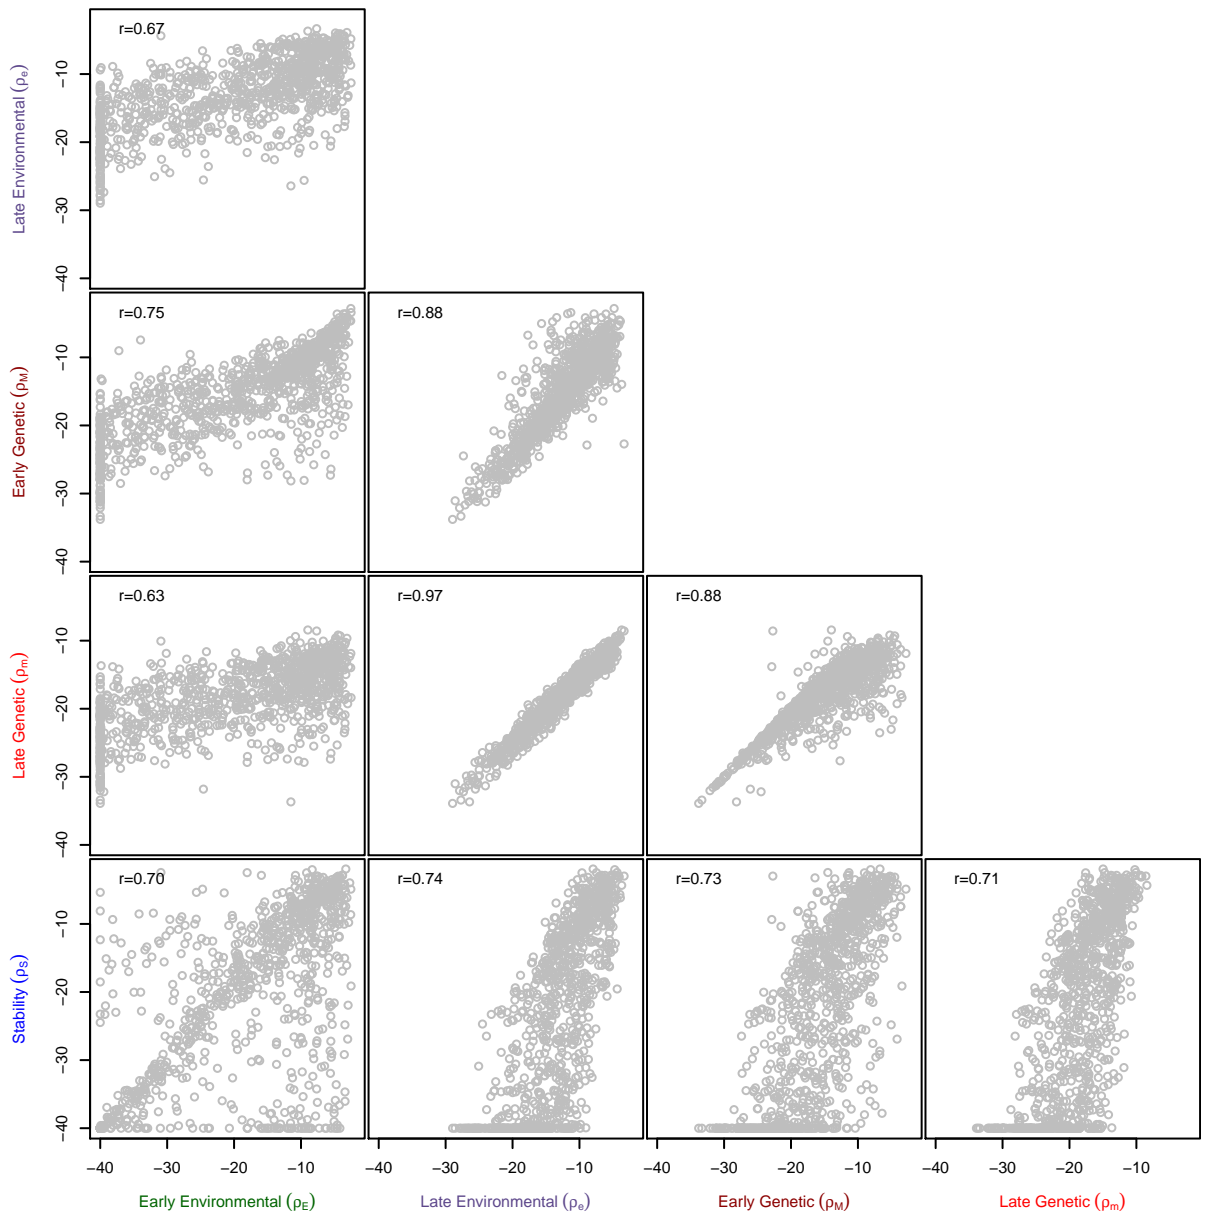 r=0.67
−10
−20
−30
−40
Late Environmental (ρe)
r=0.75
r=0.88
−10
−20
−30
−40
Early Genetic (ρM)
r=0.63
r=0.97
r=0.88
−10
−20
−30
−40
Late Genetic (ρm)
r=0.70
r=0.74
r=0.73
r=0.71
−10
−20
−30
−40
Stability (ρS)
−40 −30 −20 −10 −40 −30 −20 −10 −40 −30 −20 −10 −40 −30 −20 −10
Early Environmental (ρE) Late Environmental (ρe) Early Genetic (ρM) Late Genetic (ρm)